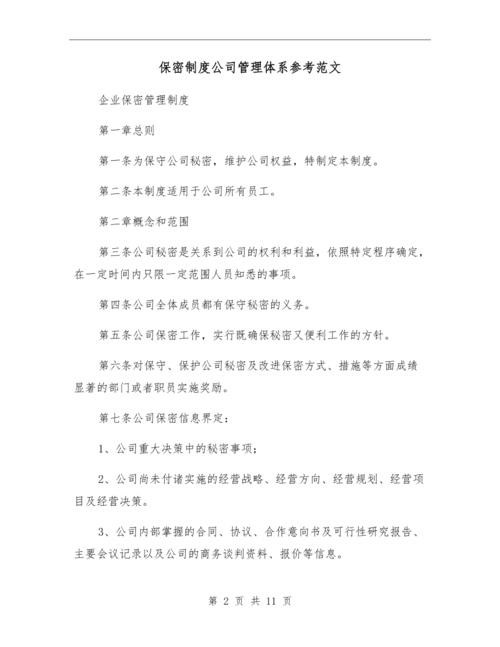 保密制度公司管理体系参考范文
企业保密管理制度
第一章总则
第一条为保守公司秘密，维护公司权益，特制定本制度。
第二条本制度适用于公司所有员工。
第二章概念和范围
第三条公司秘密是关系到公司的权利和利益，依照特定程序确定，
在一定时间内只限一定范围人员知悉的事项。
第四条公司全体成员都有保守秘密的义务。
第五条公司保密工作，实行既确保秘密又便利工作的方针。
第六条对保守、保护公司秘密及改进保密方式、措施等方面成绩
显著的部门或者职员实施奖励。
第七条公司保密信息界定：
1、公司重大决策中的秘密事项；
2、公司尚未付诸实施的经营战略、经营方向、经营规划、经营项
目及经营决策。
3、公司内部掌握的合同、协议、合作意向书及可行性研究报告、
主要会议记录以及公司的商务谈判资料、报价等信息。
第 2 页 共 11 页